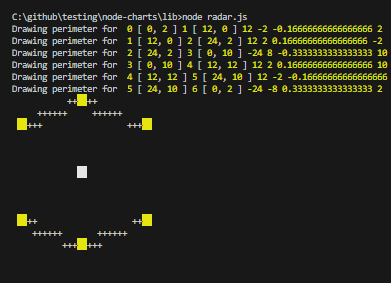 C:\github\testing\node-charts\lib>node radar.js
Drawing perimeter for  0 [ 0, 2 ] 1 [ 12, 0 ] 12 -2 -0.16666666666666666 2
Drawing perimeter for  1 [ 12, 0 ] 2 [ 24, 2 ] 12 2 0.16666666666666666 -2
Drawing perimeter for  2 [ 24, 2 ] 3 [ 0, 10 ] -24 8 -0.3333333333333333 10
Drawing perimeter for  3 [ 0, 10 ] 4 [ 12, 12 ] 12 2 0.16666666666666666 10
Drawing perimeter for  4 [ 12, 12 ] 5 [ 24, 10 ] 12 -2 -0.16666666666666666
Drawing perimeter for  5 [ 24, 10 ] 6 [ 0, 2 ] -24 -8 0.3333333333333333 2
++ ++
++++++ ++++++
+++ +++
+++ ++
++++++ ++++++
+++ +++